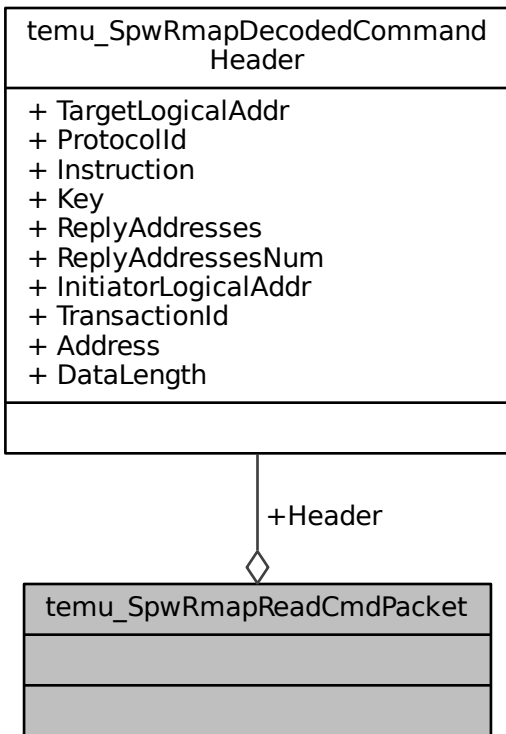 temu_SpwRmapDecodedCommand
Header
+ TargetLogicalAddr
+ ProtocolId
+ Instruction
+ Key
+ ReplyAddresses
+ ReplyAddressesNum
+ InitiatorLogicalAddr
+ TransactionId
+ Address
+ DataLength
+Header
temu_SpwRmapReadCmdPacket